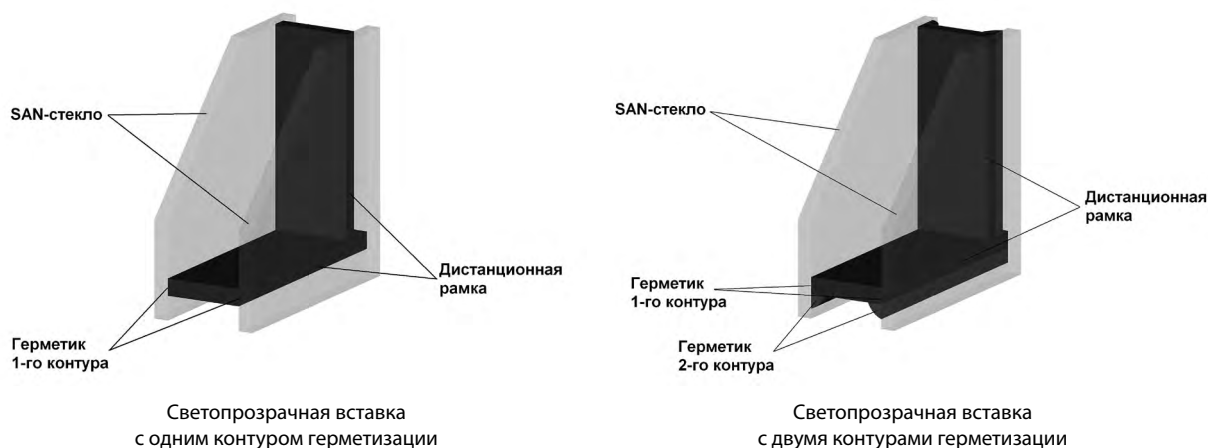 SAN-стекло
Дистанционная
рамка
Герметик
1-го контура
Светопрозрачная вставка
с одним контуром герметизации
SAN-стекло
Дистанционная
рамка
Герметик
1-го контура
Герметик
2-го контура
Светопрозрачная вставка
с двумя контурами герметизации